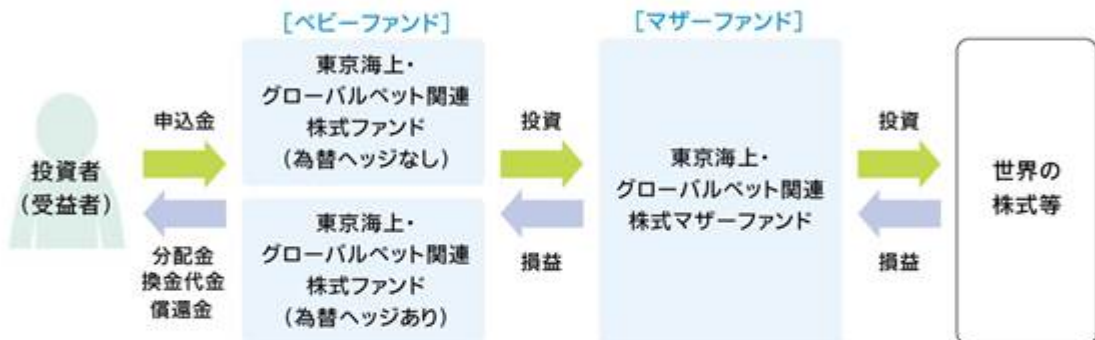 [ベビーファンド]
[マザーファンド]
投資者
(受益者)
申込金
分配金
換金代金
償還金
東京海上・
グローバルペット関連
株式ファンド
(為替ヘッジなし)
東京海上・
グローバルペット関連
株式ファンド
(為替ヘッジあり)
投資
損益
東京海上・
グローバルペット関連
株式マザーファンド
投資
損益
世界の
株式等